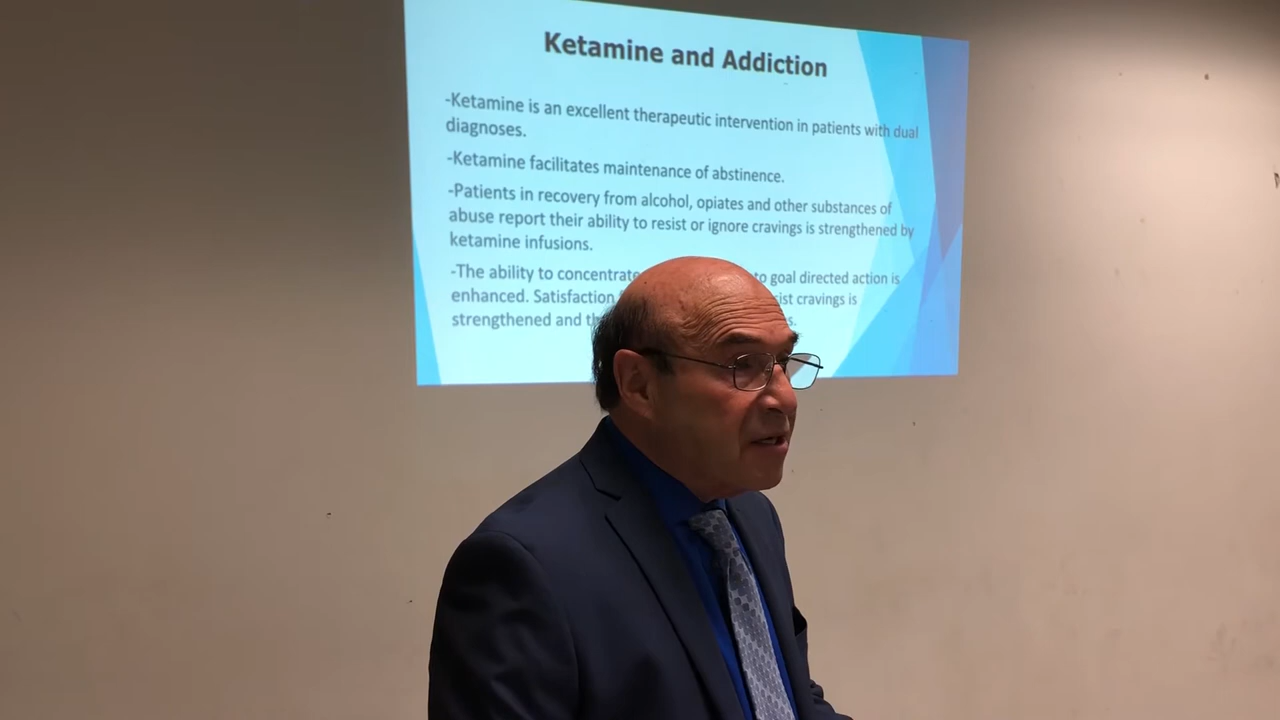 Ketamine and Addiction
-Ketamine is an excellent therapeutic intervention in patients with dual
diagnoses.
-Ketamine facilitates maintenance of abstinence.
-Patients in recovery from alcohol, opiates and other substances of
abuse report their ability to resist or ignore cravings is strengthened by
ketamine infusions.
-The ability to concentrate to goal directed action is
enhanced. Satisfaction cravings is
strengthened and